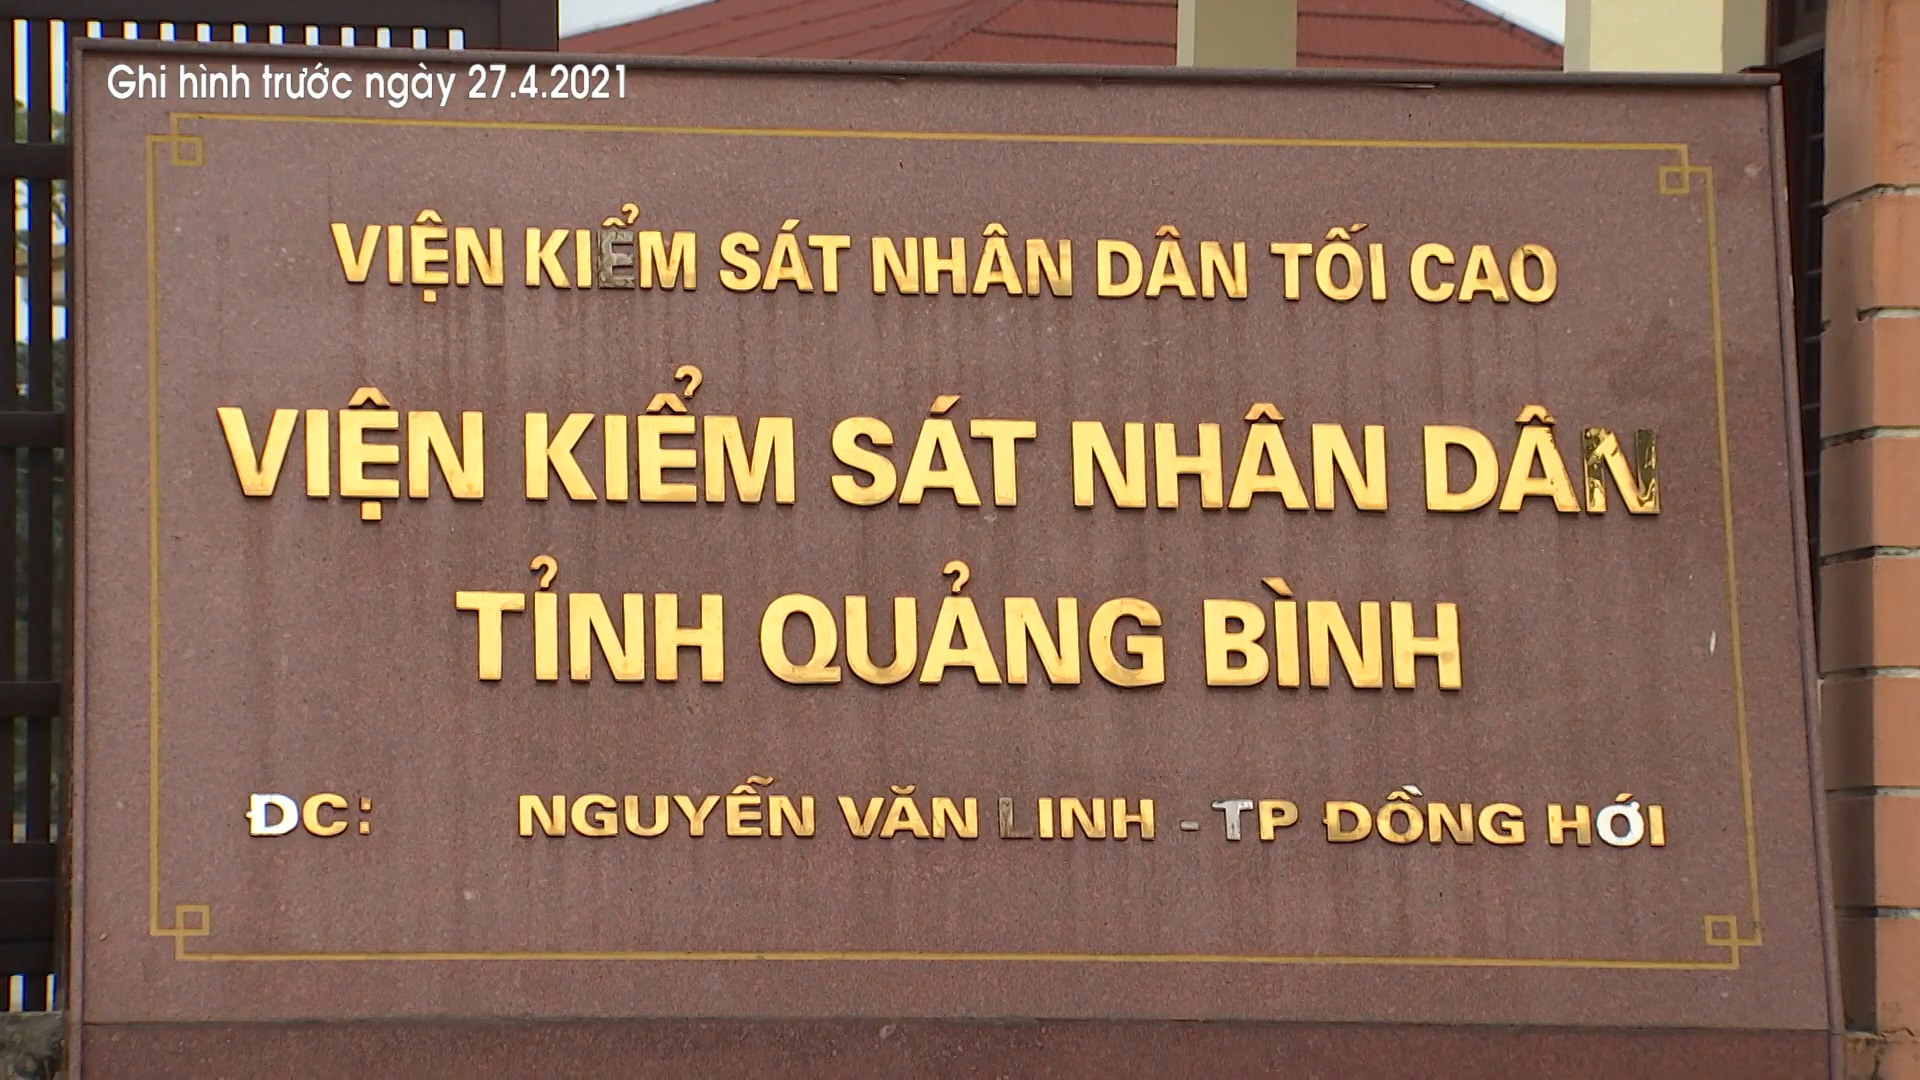 Ghi hình trước ngày 27.4.2021
VIỆN KIỂM SÁT NHÂN DÂN TỐI CAO
VIỆN KIỂM SÁT NHÂN DÂN
TỈNH QUẢNG BÌNH
ĐC: NGUYỄN VĂN LINH - TP ĐỒNG HỚI